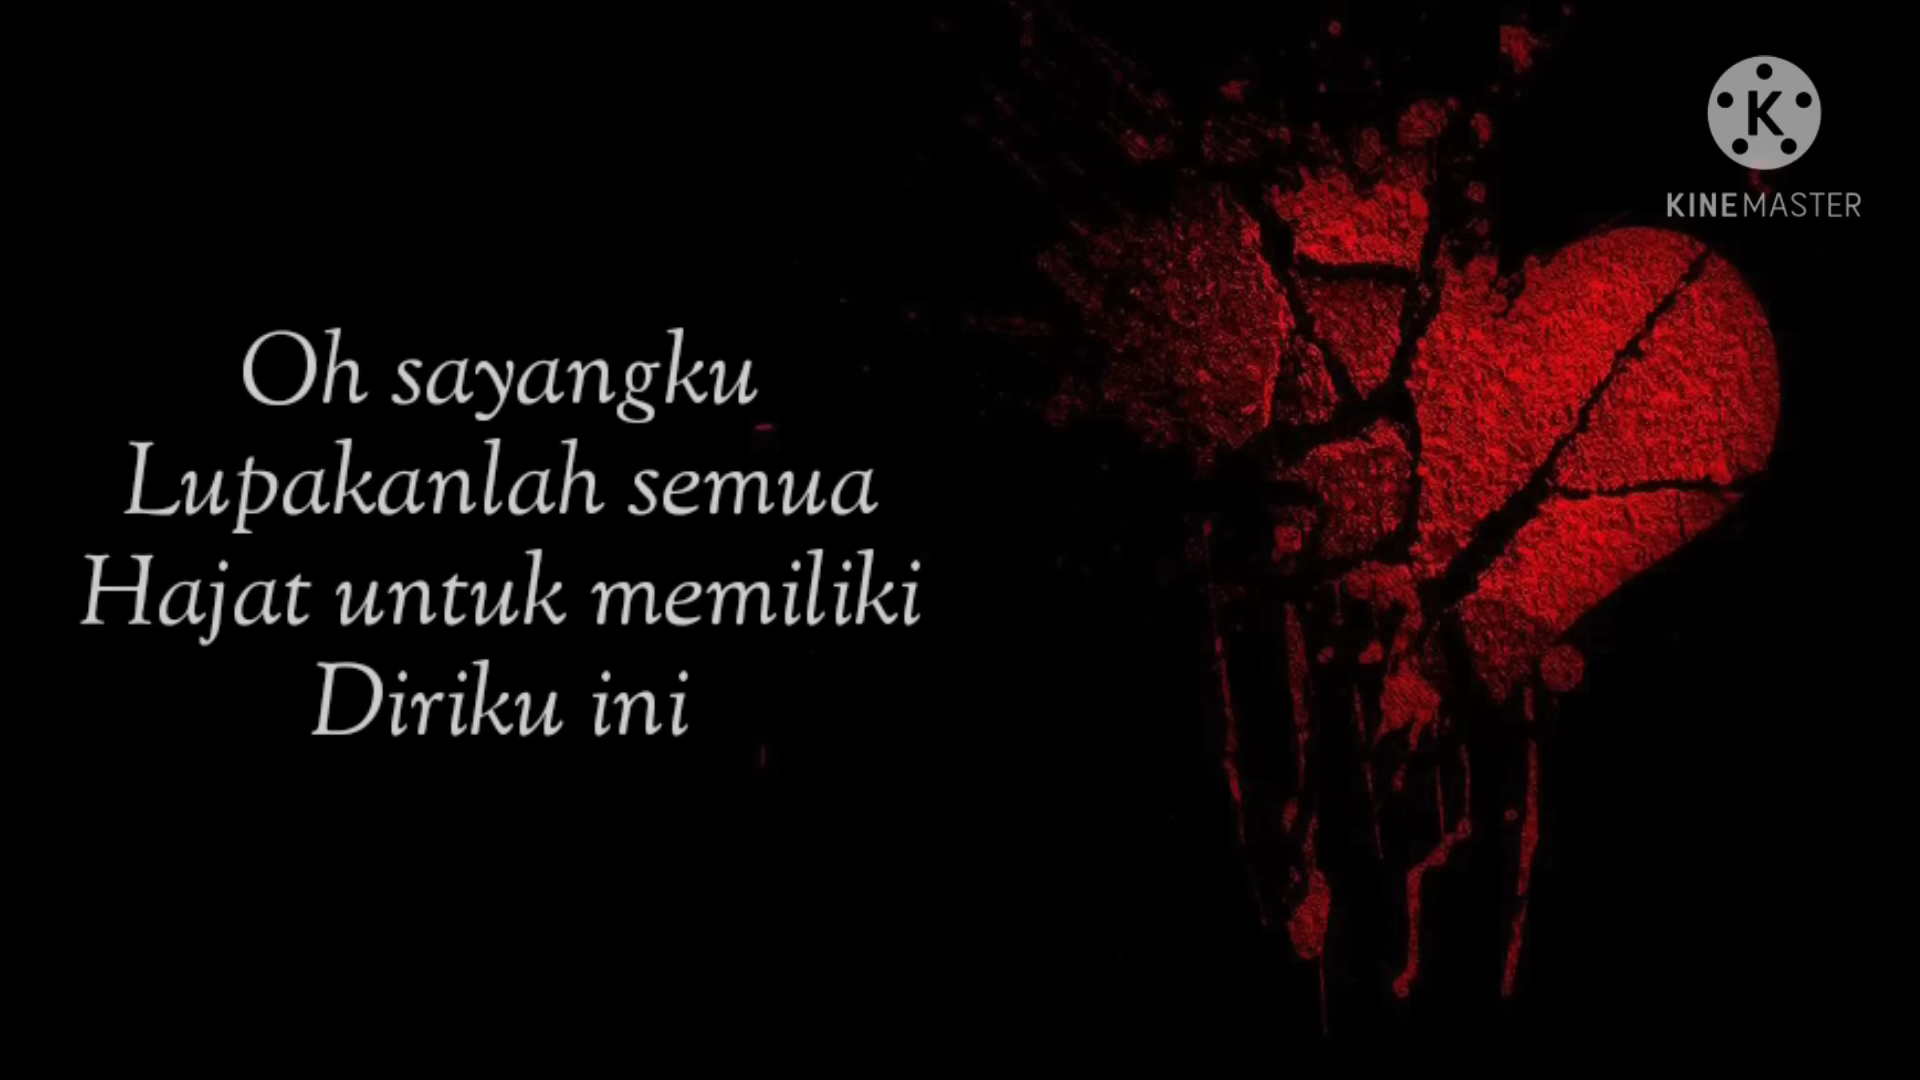 K
KINEMASTER
Oh sayangku
Lupakanlah semua
Hajat untuk memiliki
Diriku ini